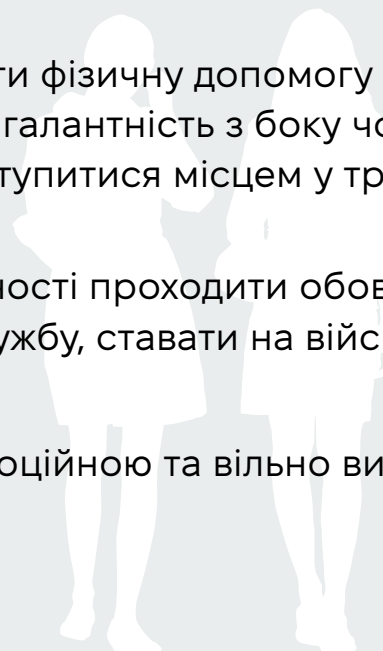 ти фізичну допомогу
галантність з боку чо
тупитися місцем у тр
ності проходити обов
ужбу, ставати на війс
оційною та вільно ви